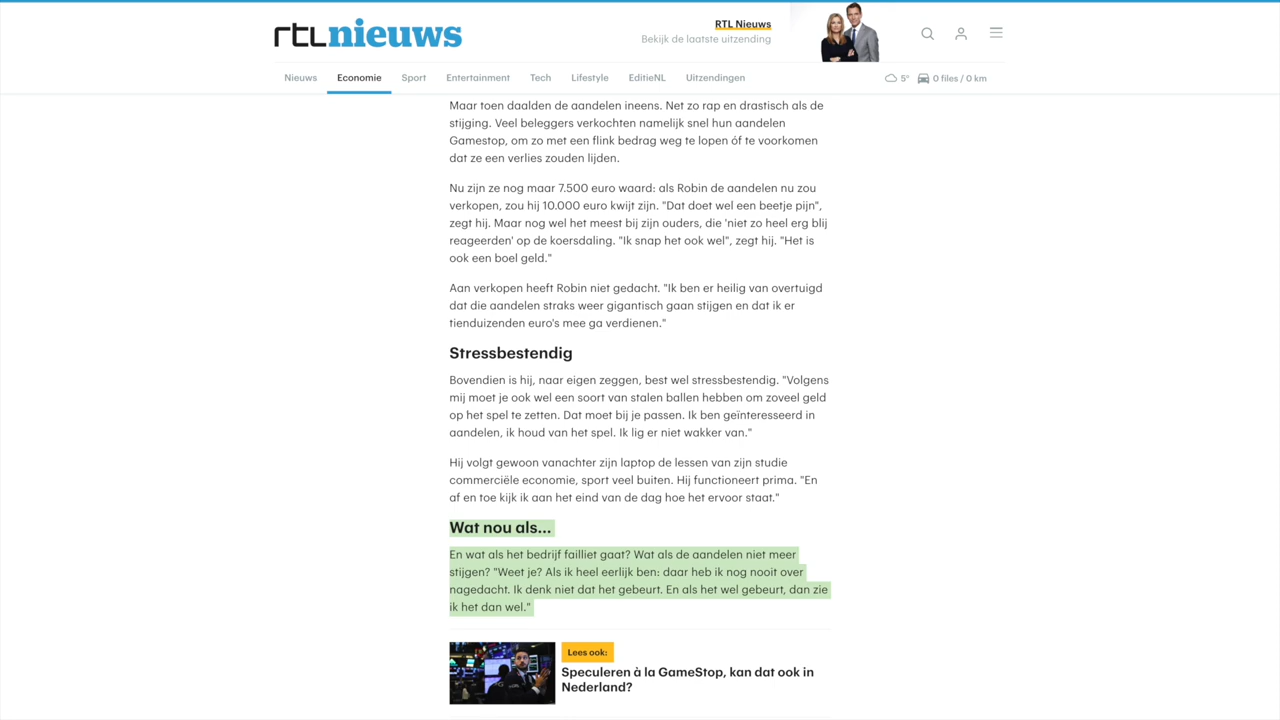 rtlnieuws
RTL Nieuws
Bekijk de laatste uitzending
Nieuws Economie Sport Entertainment Tech Lifestyle EditieNL Uitzendingen 5° 0 files / 0 km
Maar toen daalden de aandelen ineens. Net zo rap en drastisch als de
stijging. Veel beleggers verkochten namelijk snel hun aandelen
Gamestop, om zo met een flink bedrag weg te lopen óf te voorkomen
dat ze een verlies zouden lijden.
Nu zijn ze nog maar 7.500 euro waard: als Robin de aandelen nu zou
verkopen, zou hij 10.000 euro kwijt zijn. "Dat doet wel een beetje pijn",
zegt hij. Maar nog wel het meest bij zijn ouders, die 'niet zo heel erg blij
reageerden' op de koersdaling. "Ik snap het ook wel", zegt hij. "Het is
ook een boel geld."
Aan verkopen heeft Robin niet gedacht. "Ik ben er heilig van overtuigd
dat die aandelen straks weer gigantisch gaan stijgen en dat ik er
tienduizenden euro's mee ga verdienen."
Stressbestendig
Bovendien is hij, naar eigen zeggen, best wel stressbestendig. "Volgens
mij moet je ook wel een soort van stalen ballen hebben om zoveel geld
op het spel te zetten. Dat moet bij je passen. Ik ben geïnteresseerd in
aandelen, ik houd van het spel. Ik lig er niet wakker van."
Hij volgt gewoon vanachter zijn laptop de lessen van zijn studie
commerciële economie, sport veel buiten. Hij functioneert prima. "En
af en toe kijk ik aan het eind van de dag hoe het ervoor staat."
Wat nou als...
En wat als het bedrijf failliet gaat? Wat als de aandelen niet meer
stijgen? "Weet je? Als ik heel eerlijk ben: daar heb ik nog nooit over
nagedacht. Ik denk niet dat het gebeurt. En als het wel gebeurt, dan zie
ik het dan wel."
Lees ook:
Speculeren à la GameStop, kan dat ook in
Nederland?